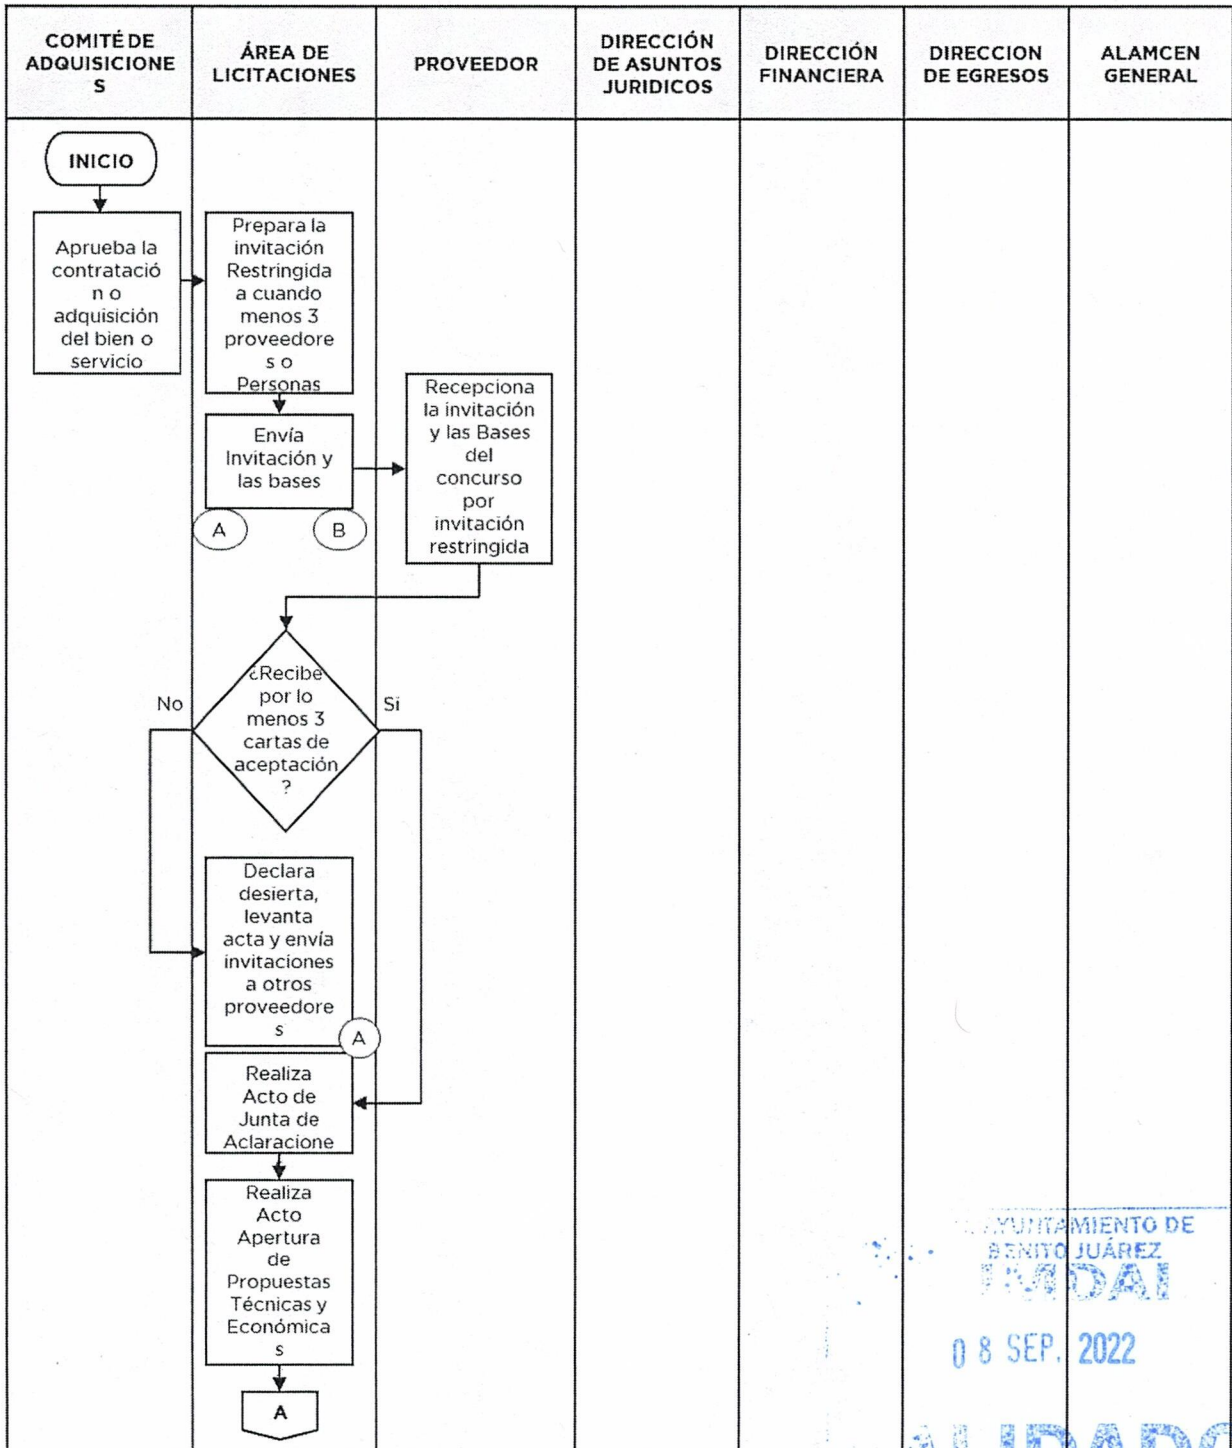 COMITÉ DE
ADQUISICIONE
S
ÁREA DE
LICITACIONES
PROVEEDOR
DIRECCIÓN
DE ASUNTOS
JURIDICOS
DIRECCIÓN
FINANCIERA
DIRECCION
DE EGRESOS
ALAMCEN
GENERAL
INICIO
Aprueba la
contratació
n o
adquisición
del bien o
servicio
Prepara la
invitación
Restringida
a cuando
menos 3
proveedore
s o
Personas
Envía
Invitación y
las bases
A
B
Recepciona
la invitación
y las Bases
del
concurso
por
invitación
restringida
¿Recibe
por lo
menos 3
cartas de
aceptación
?
No
Si
Declara
desierta,
levanta
acta y envía
invitaciones
a otros
proveedore
s
A
Realiza
Acto de
Junta de
Aclaracione
Realiza
Acto
Apertura
de
Propuestas
Técnicas y
Económica
s
A
AYUNTAMIENTO DE
BENITO JUÁREZ
IMDAI
08 SEP. 2022
ALIDADO